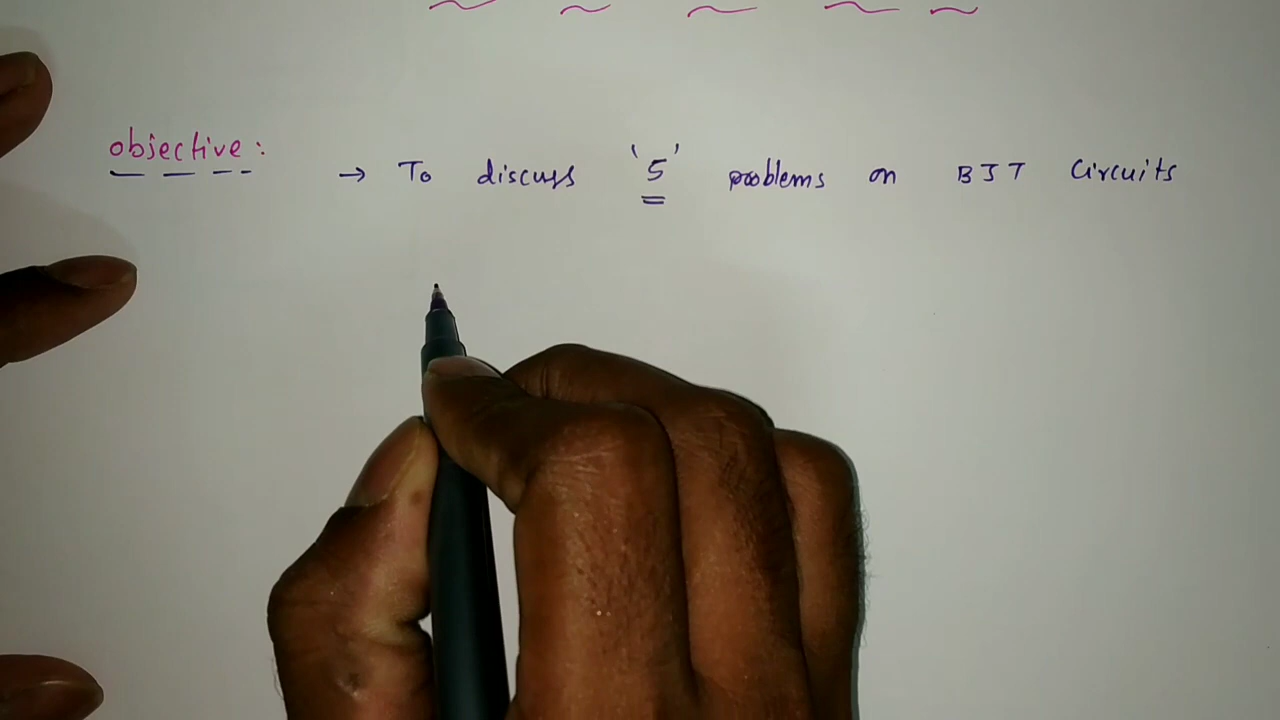 objective :
→ To discuss '5' problems on BJT Circuits